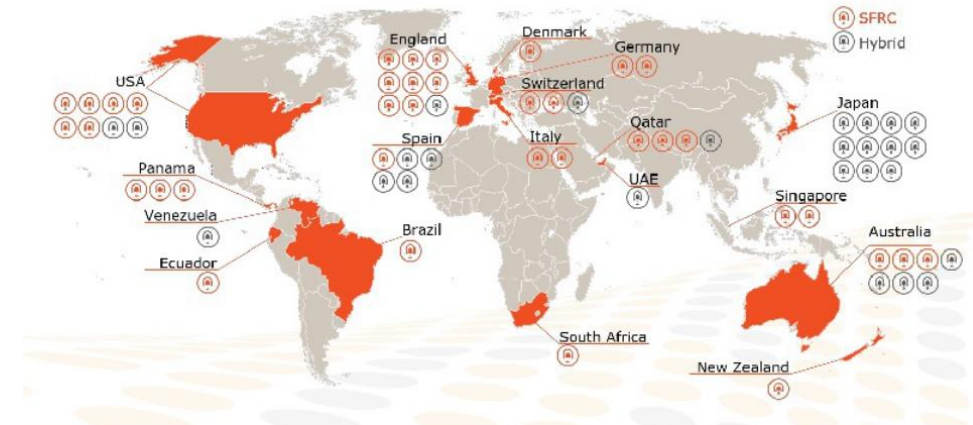 SFRC
Hybrid
England
Denmark
Germany
USA
Switzerland
Japan
Spain
Italy
Qatar
Panama
UAE
Singapore
Venezuela
Brazil
Australia
Ecuador
South Africa
New Zealand